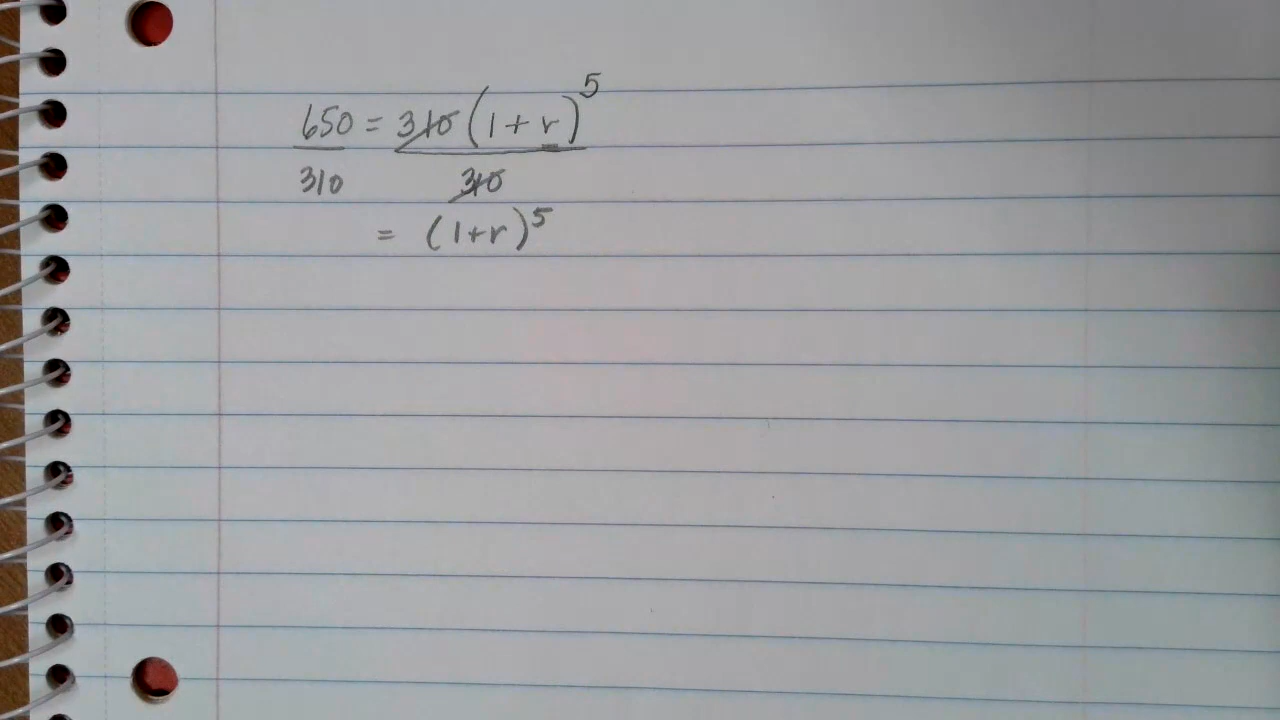 650 = 310 (1 + r)^5
310 310
= (1+r)^5